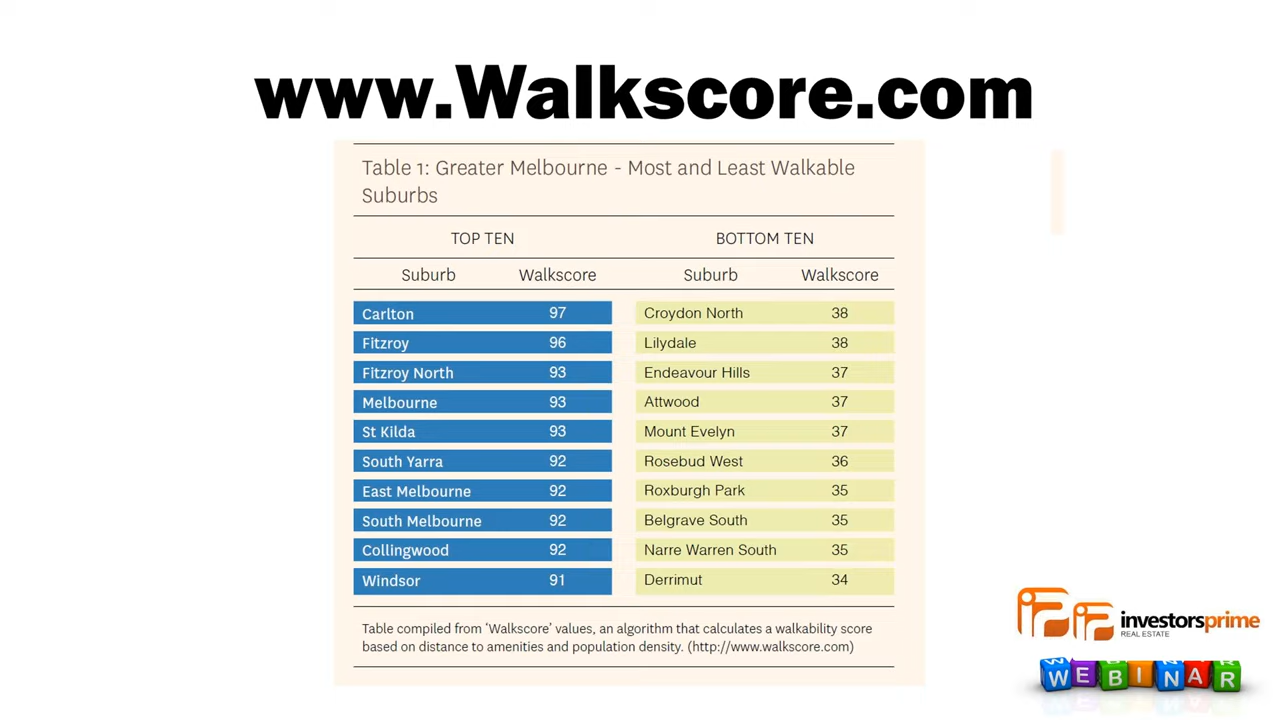 www.Walkscore.com
Table 1: Greater Melbourne - Most and Least Walkable
Suburbs
TOP TEN BOTTOM TEN
Suburb Walkscore Suburb Walkscore
Carlton 97 Croydon North 38
Fitzroy 96 Lilydale 38
Fitzroy North 93 Endeavour Hills 37
Melbourne 93 Attwood 37
St Kilda 93 Mount Evelyn 37
South Yarra 92 Rosebud West 36
East Melbourne 92 Roxburgh Park 35
South Melbourne 92 Belgrave South 35
Collingwood 92 Narre Warren South 35
Windsor 91 Derrimut 34
Table compiled from ‘Walkscore’ values, an algorithm that calculates a walkability score
based on distance to amenities and population density. (http://www.walkscore.com)
investorsprime
REAL ESTATE
WEBINAR